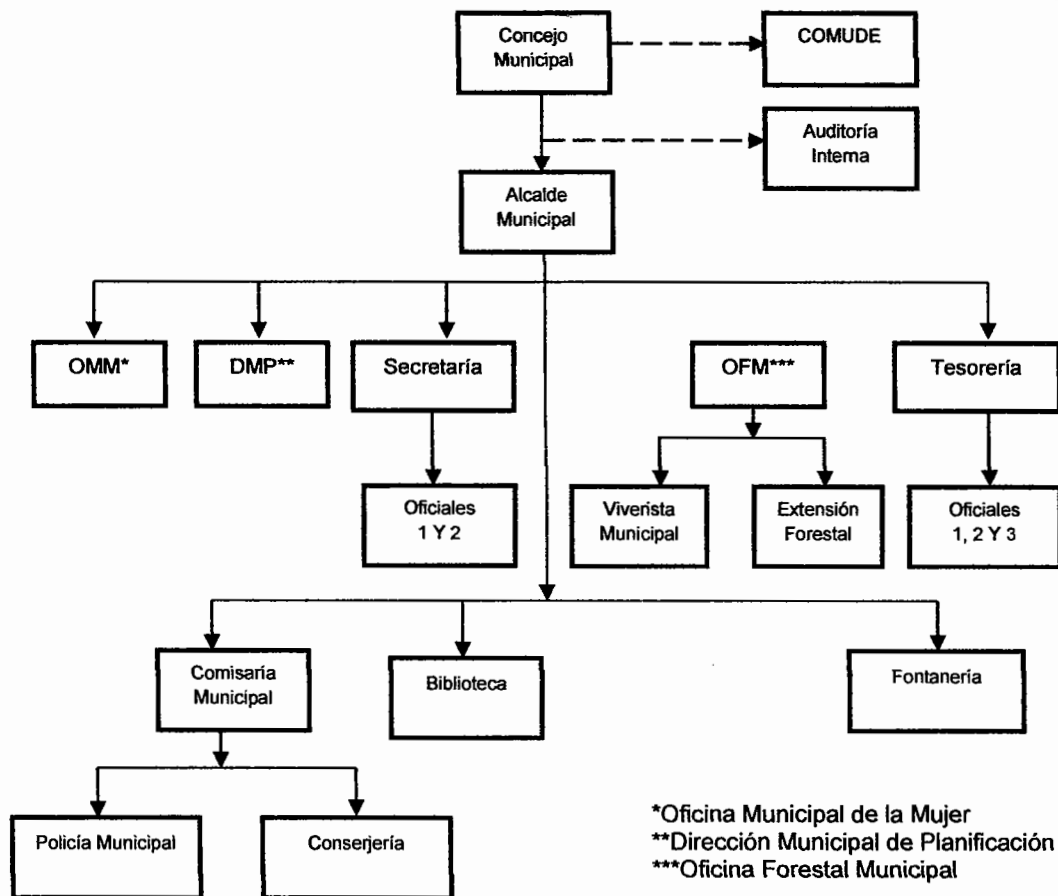 Concejo
Municipal
COMUDE
Auditoría
Interna
Alcalde
Municipal
OMM*
DMP**
Secretaría
OFM***
Tesorería
Oficiales
1 Y 2
Viverista
Municipal
Extensión
Forestal
Oficiales
1, 2 Y 3
Comisaría
Municipal
Biblioteca
Fontanería
Policía Municipal
Conserjería
*Oficina Municipal de la Mujer
**Dirección Municipal de Planificación
***Oficina Forestal Municipal